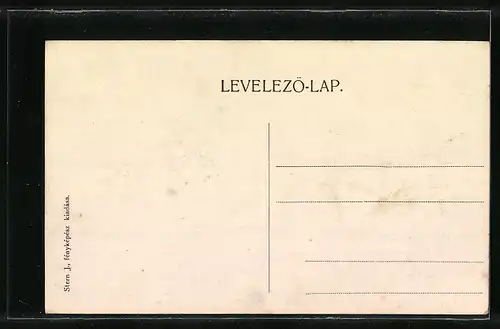 LEVELEZŐ-LAP.
Stern J., fényképész kiadása.